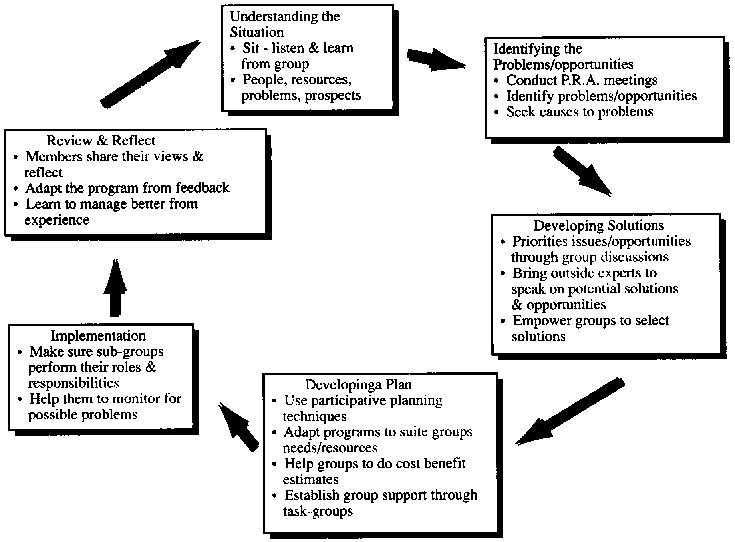 Understanding the
Situation
• Sit - listen & learn
from group
• People, resources,
problems, prospects
Identifying the
Problems/opportunities
• Conduct P.R.A. meetings
• Identify problems/opportunities
• Seek causes to problems
Developing Solutions
• Priorities issues/opportunities
through group discussions
• Bring outside experts to
speak on potential solutions
& opportunities
• Empower groups to select
solutions
Developinga Plan
• Use participative planning
techniques
• Adapt programs to suite groups
needs/resources
• Help groups to do cost benefit
estimates
• Establish group support through
task-groups
Implementation
• Make sure sub-groups
perform their roles &
responsibilities
• Help them to monitor for
possible problems
Review & Reflect
• Members share their views &
reflect
• Adapt the program from feedback
• Learn to manage better from
experience